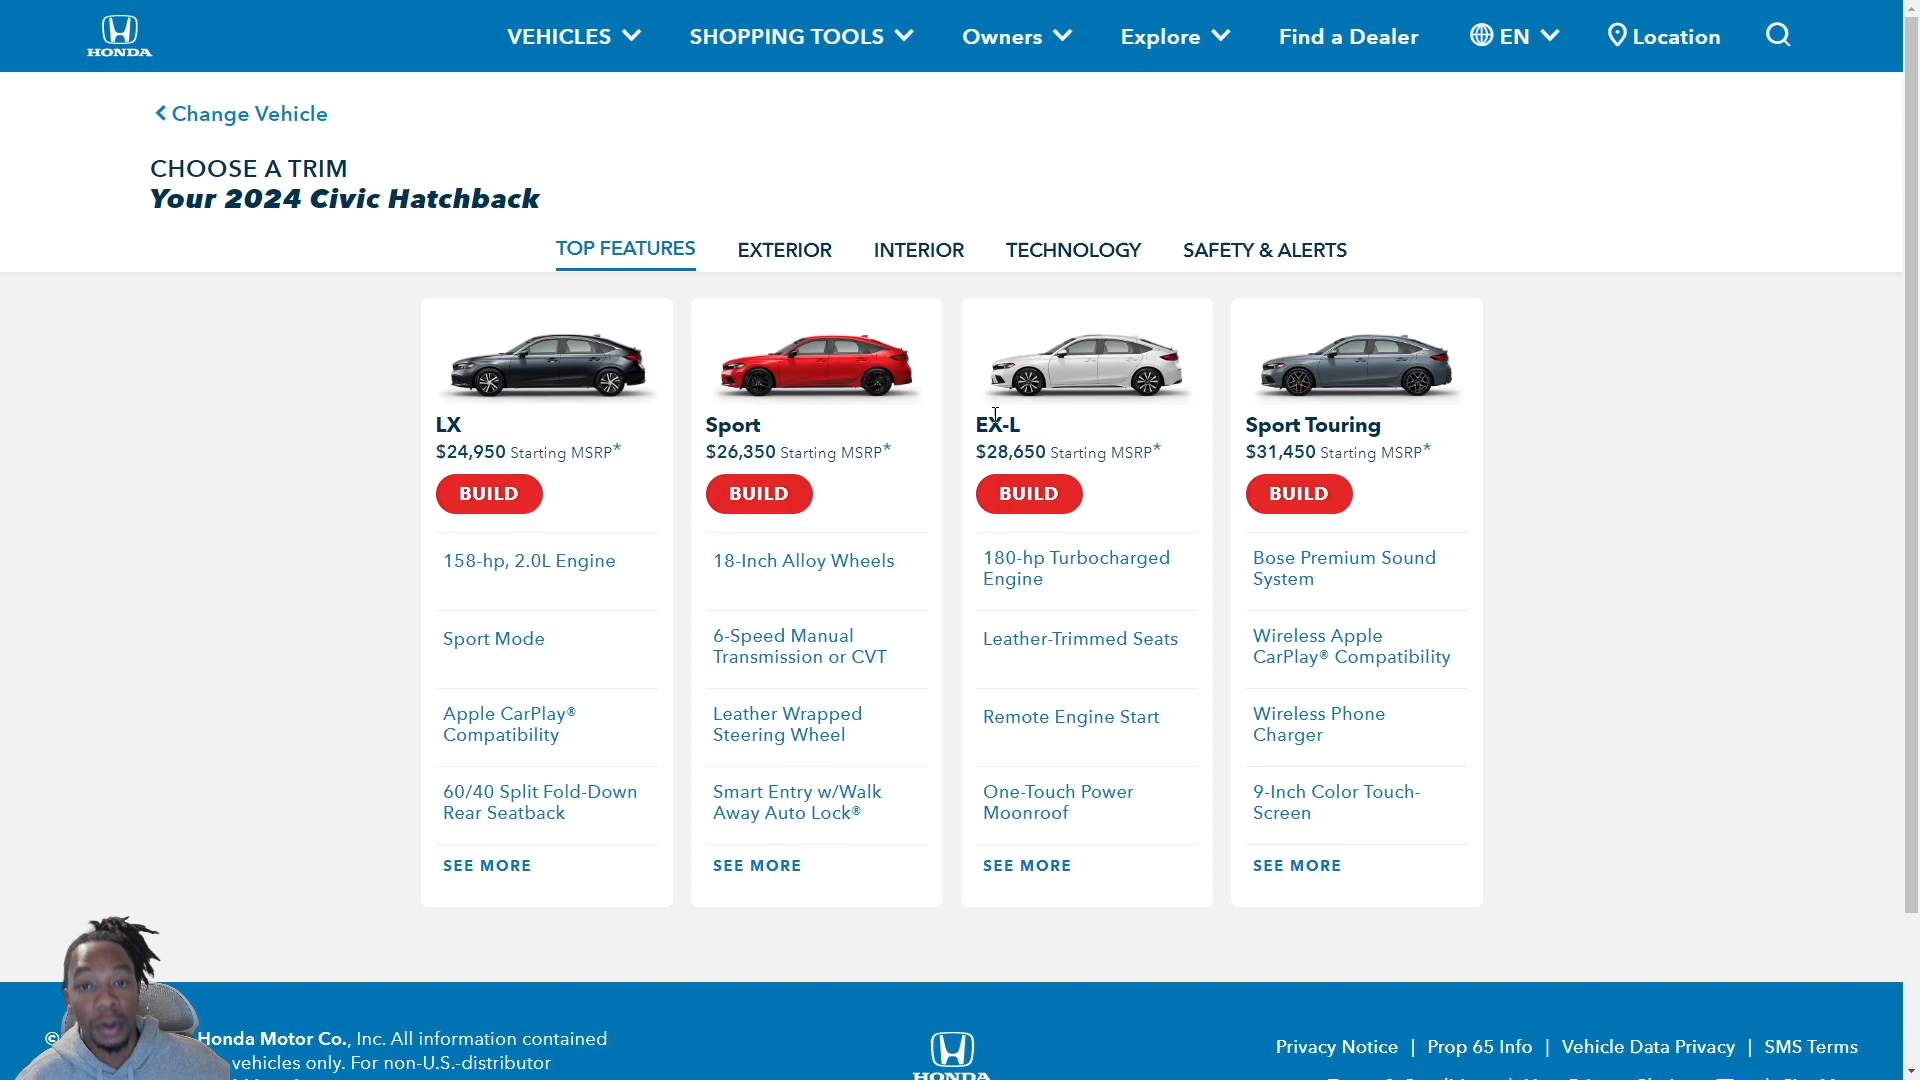 HONDA
VEHICLES
SHOPPING TOOLS
Owners
Explore
Find a Dealer
EN
Location
Change Vehicle
CHOOSE A TRIM
Your 2024 Civic Hatchback
TOP FEATURES
EXTERIOR
INTERIOR
TECHNOLOGY
SAFETY & ALERTS
LX
$24,950 Starting MSRP*
BUILD
158-hp, 2.0L Engine
Sport Mode
Apple CarPlay®
Compatibility
60/40 Split Fold-Down
Rear Seatback
SEE MORE
Sport
$26,350 Starting MSRP*
BUILD
18-Inch Alloy Wheels
6-Speed Manual
Transmission or CVT
Leather Wrapped
Steering Wheel
Smart Entry w/Walk
Away Auto Lock®
SEE MORE
EX-L
$28,650 Starting MSRP*
BUILD
180-hp Turbocharged
Engine
Leather-Trimmed Seats
Remote Engine Start
One-Touch Power
Moonroof
SEE MORE
Sport Touring
$31,450 Starting MSRP*
BUILD
Bose Premium Sound
System
Wireless Apple
CarPlay® Compatibility
Wireless Phone
Charger
9-Inch Color Touch-
Screen
SEE MORE
© Honda Motor Co., Inc. All information contained
vehicles only. For non-U.S.-distributor
HONDA
Privacy Notice | Prop 65 Info | Vehicle Data Privacy | SMS Terms